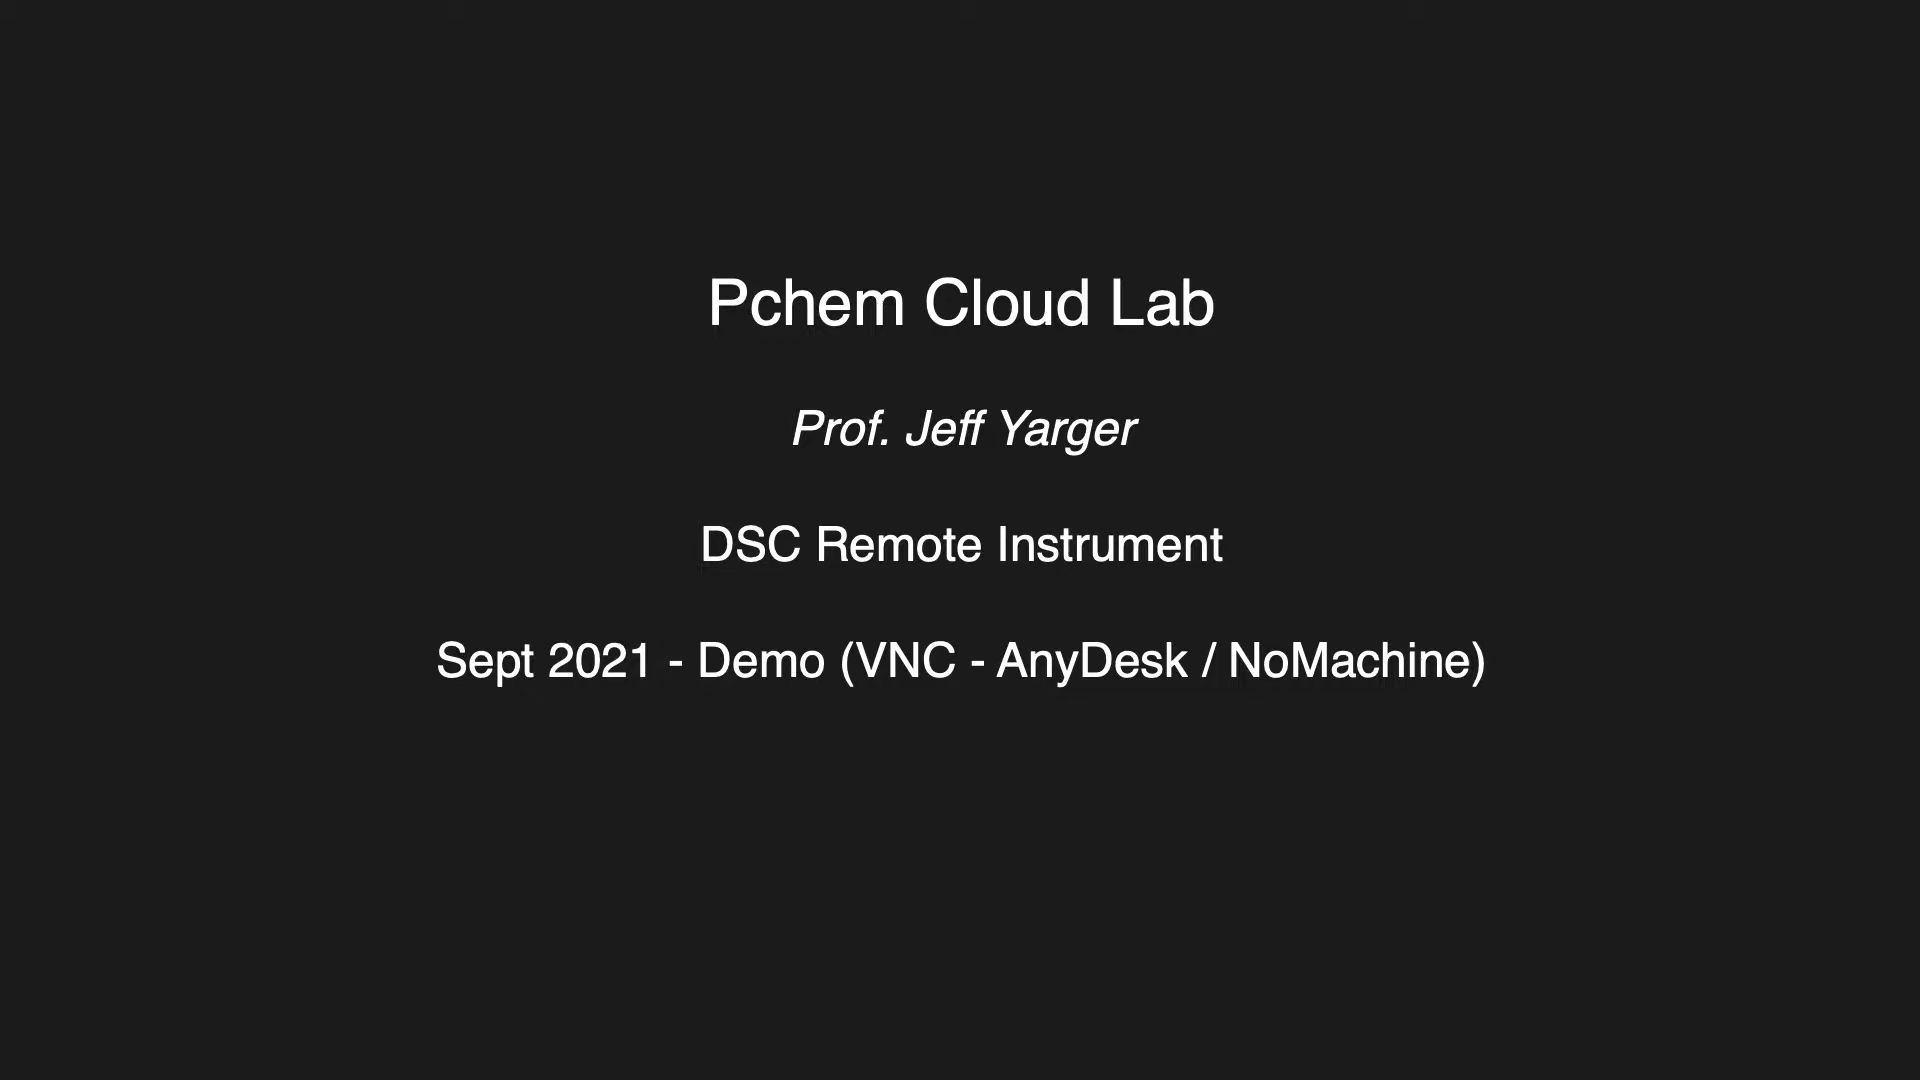 Pchem Cloud Lab
Prof. Jeff Yarger
DSC Remote Instrument
Sept 2021 - Demo (VNC - AnyDesk / NoMachine)